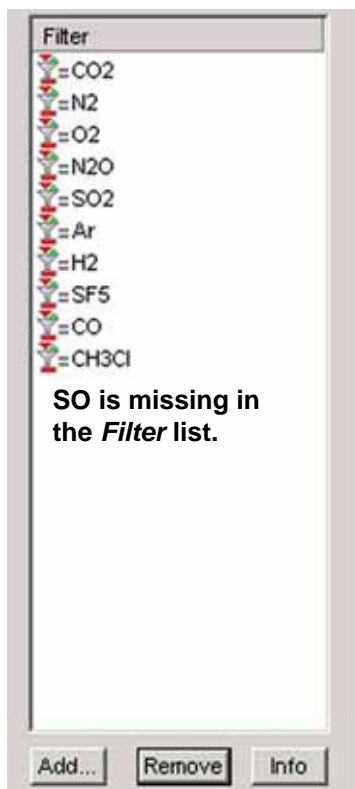 Filter
=CO2
=N2
=O2
=N2O
=SO2
=Ar
=H2
=SF5
=CO
=CH3Cl
SO is missing in
the Filter list.
Add... Remove Info